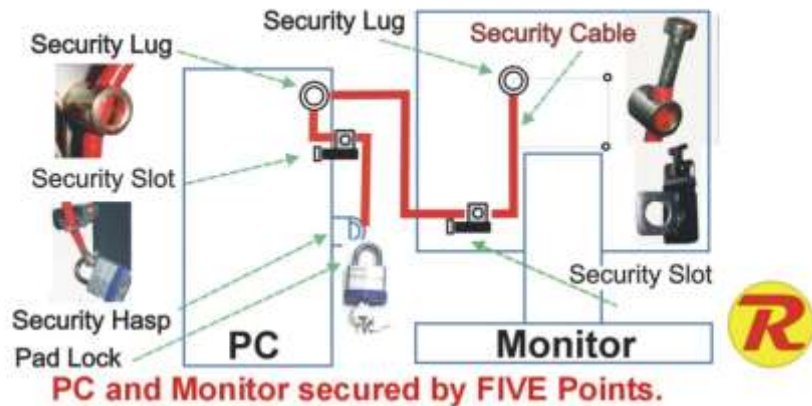 Security Lug
Security Lug
Security Cable
Security Slot
Security Slot
Security Hasp
Pad Lock
PC
Monitor
R
PC and Monitor secured by FIVE Points.